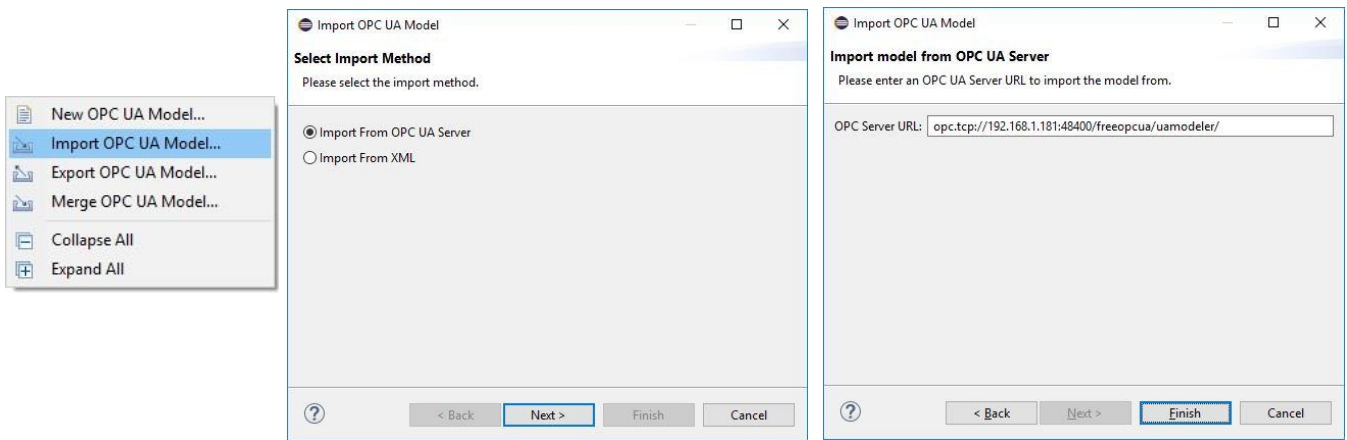 New OPC UA Model...
Import OPC UA Model...
Export OPC UA Model...
Merge OPC UA Model...
Collapse All
Expand All
Import OPC UA Model
Select Import Method
Please select the import method.
Import From OPC UA Server
Import From XML
?
< Back
Next >
Finish
Cancel
Import OPC UA Model
Import model from OPC UA Server
Please enter an OPC UA Server URL to import the model from.
OPC Server URL: opc.tcp://192.168.1.181:48400/freeopcua/uamodeler/
?
< Back
Next >
Finish
Cancel